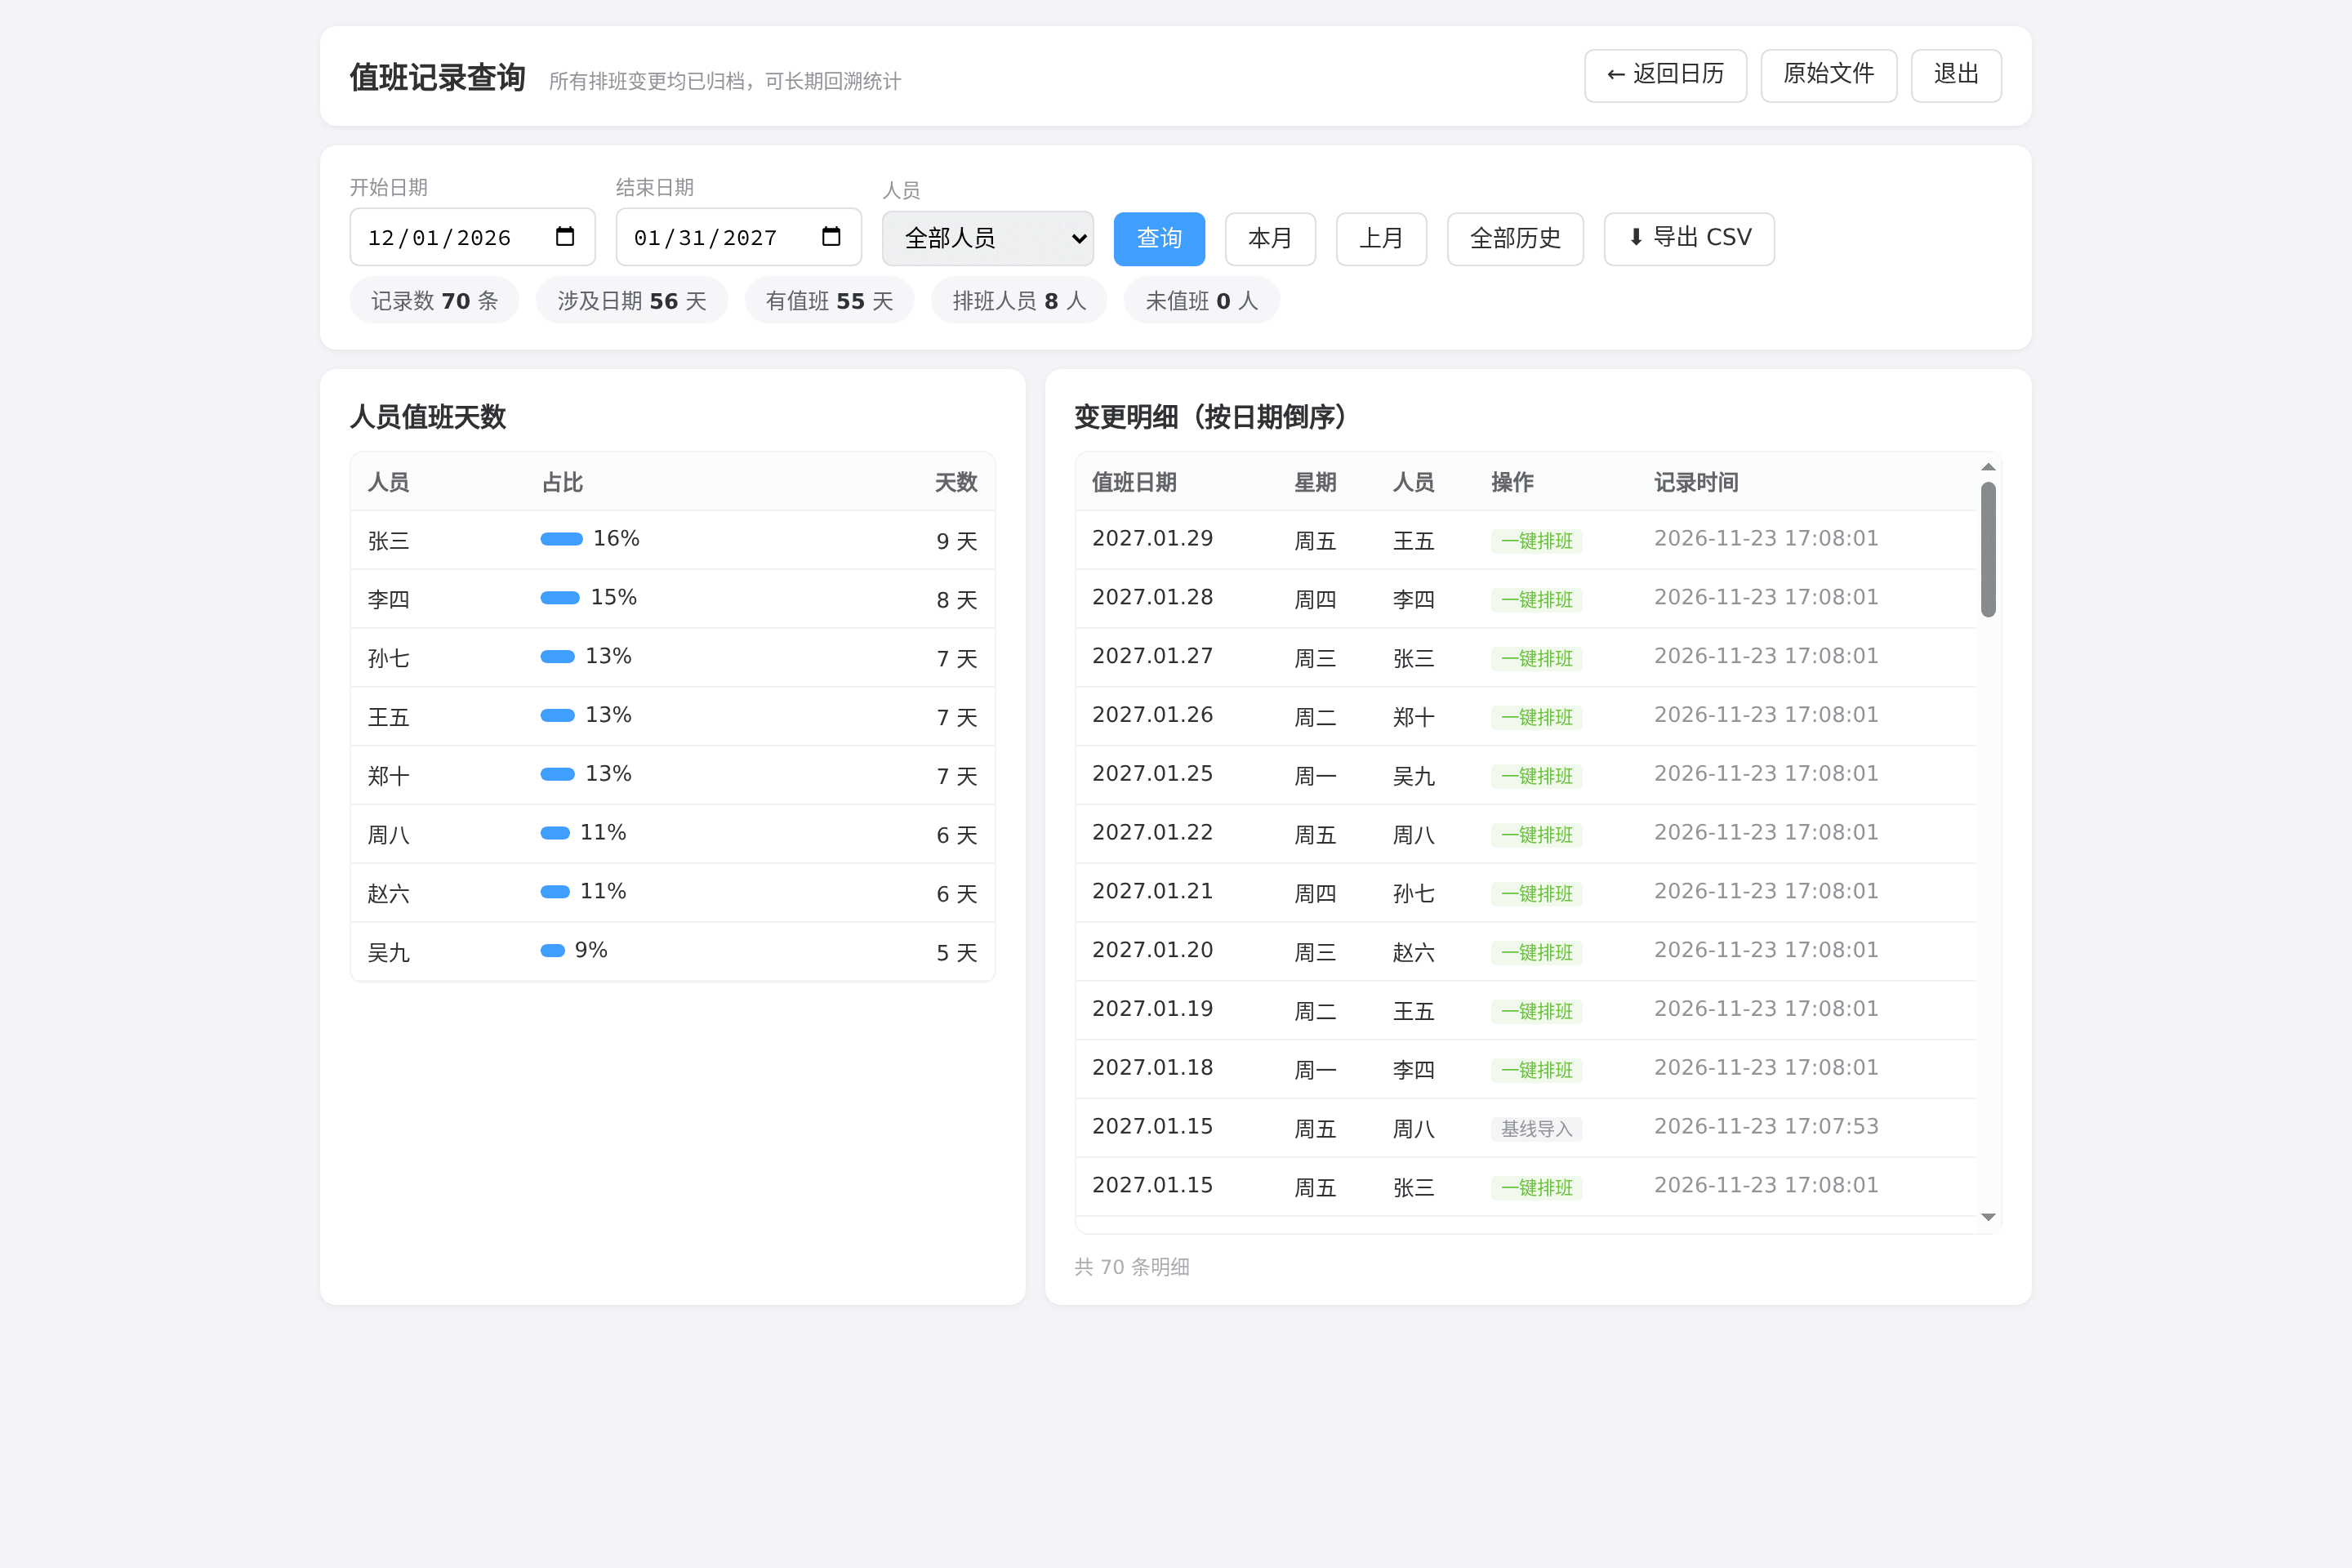 值班记录查询 所有排班变更均已归档，可长期回溯统计 ← 返回日历 原始文件 退出
开始日期 结束日期 人员
12/01/2026 01/31/2027 全部人员 查询 本月 上月 全部历史 ⬇ 导出 CSV
记录数 70 条 涉及日期 56 天 有值班 55 天 排班人员 8 人 未值班 0 人
人员值班天数
人员 占比 天数
张三 16% 9 天
李四 15% 8 天
孙七 13% 7 天
王五 13% 7 天
郑十 13% 7 天
周八 11% 6 天
赵六 11% 6 天
吴九 9% 5 天
变更明细（按日期倒序）
值班日期 星期 人员 操作 记录时间
2027.01.29 周五 王五 一键排班 2026-11-23 17:08:01
2027.01.28 周四 李四 一键排班 2026-11-23 17:08:01
2027.01.27 周三 张三 一键排班 2026-11-23 17:08:01
2027.01.26 周二 郑十 一键排班 2026-11-23 17:08:01
2027.01.25 周一 吴九 一键排班 2026-11-23 17:08:01
2027.01.22 周五 周八 一键排班 2026-11-23 17:08:01
2027.01.21 周四 孙七 一键排班 2026-11-23 17:08:01
2027.01.20 周三 赵六 一键排班 2026-11-23 17:08:01
2027.01.19 周二 王五 一键排班 2026-11-23 17:08:01
2027.01.18 周一 李四 一键排班 2026-11-23 17:08:01
2027.01.15 周五 周八 基线导入 2026-11-23 17:07:53
2027.01.15 周五 张三 一键排班 2026-11-23 17:08:01
共 70 条明细